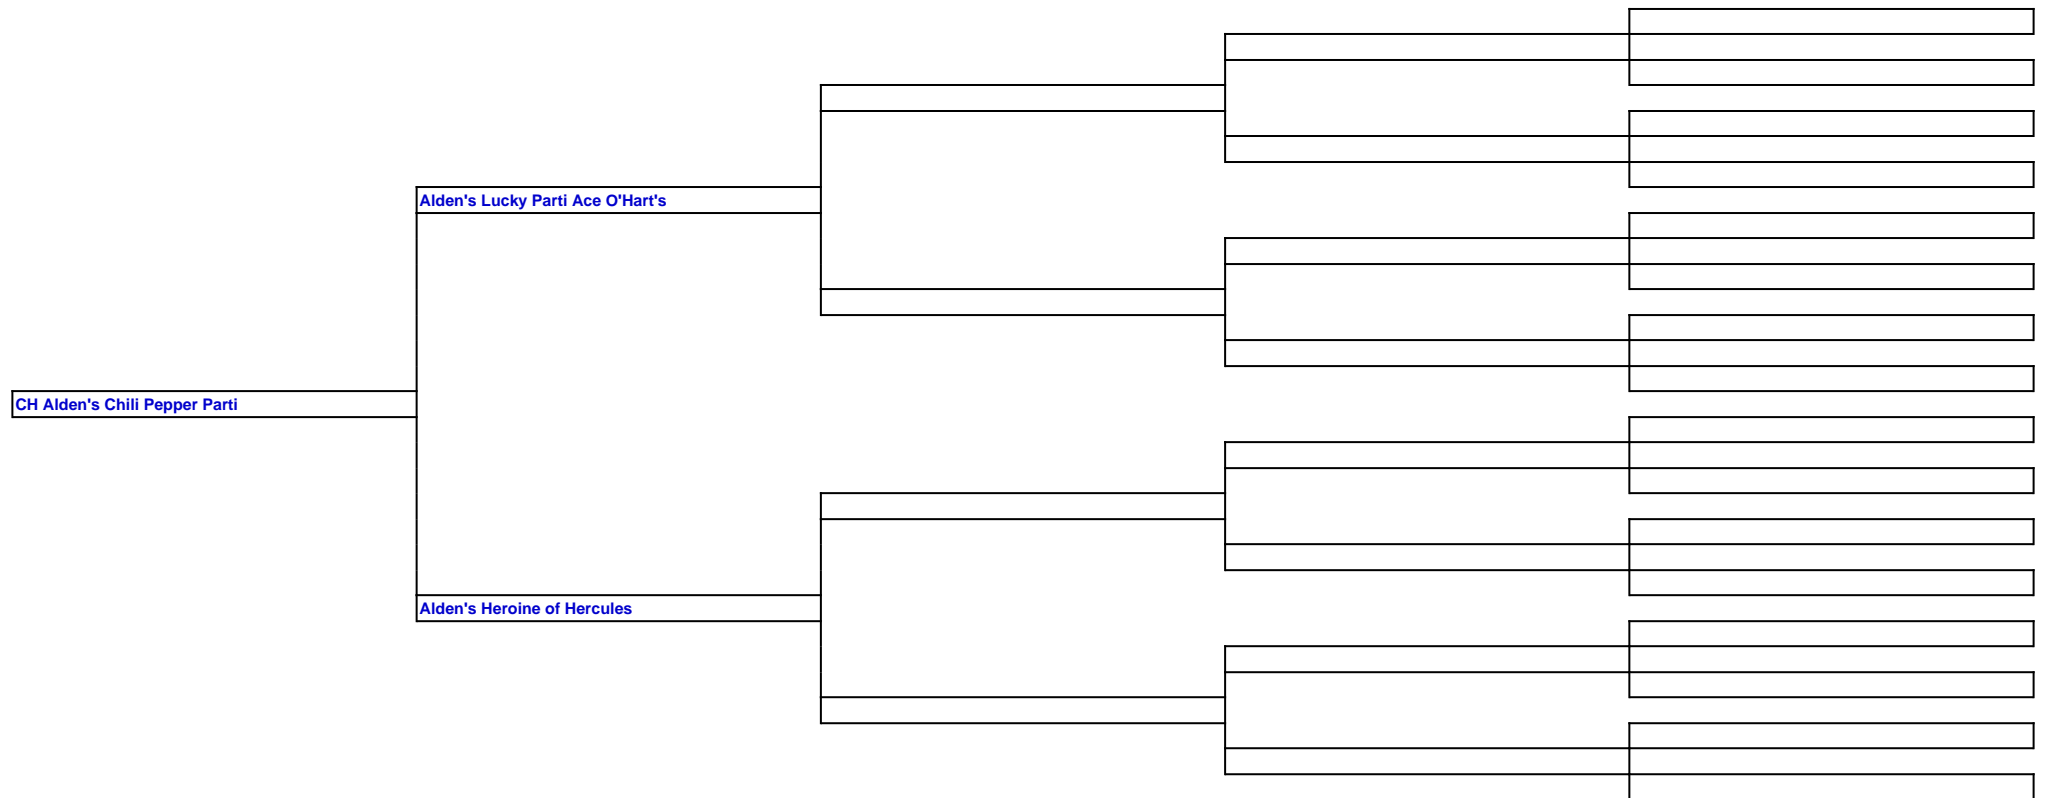 Alden's Lucky Parti Ace O'Hart's
CH Alden's Chili Pepper Parti
Alden's Heroine of Hercules